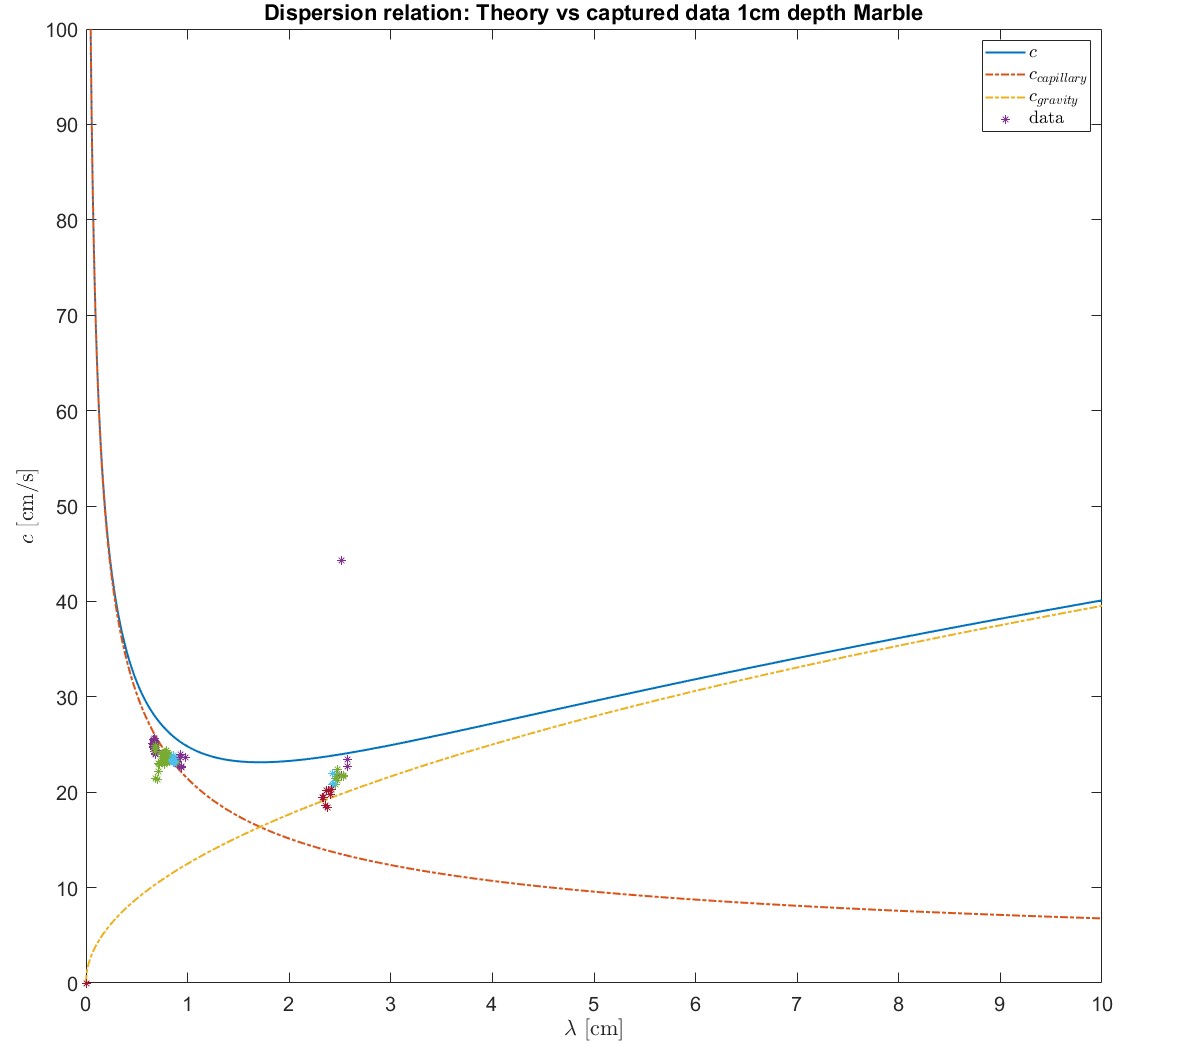 Dispersion relation: Theory vs captured data 1cm depth Marble
c
c_capillary
c_gravity
data
100
90
80
70
60
50
40
30
20
10
0
c [cm/s]
0 1 2 3 4 5 6 7 8 9 10
λ [cm]